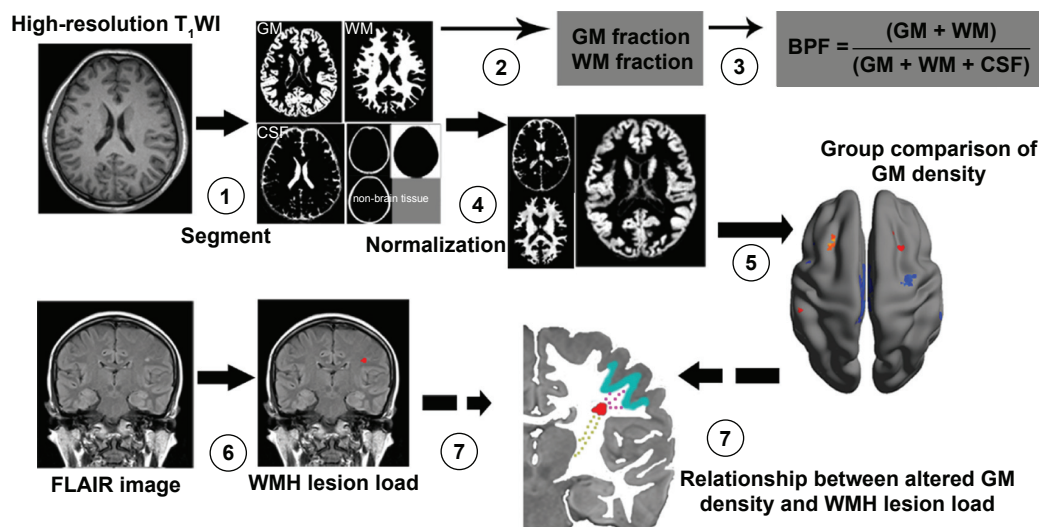 High-resolution T₁WI
GM
WM
CSF
non-brain tissue
1
Segment
2
GM fraction
WM fraction
3
BPF = (GM + WM)
(GM + WM + CSF)
4
Normalization
5
Group comparison of
GM density
FLAIR image
6
WMH lesion load
7
7
Relationship between altered GM
density and WMH lesion load